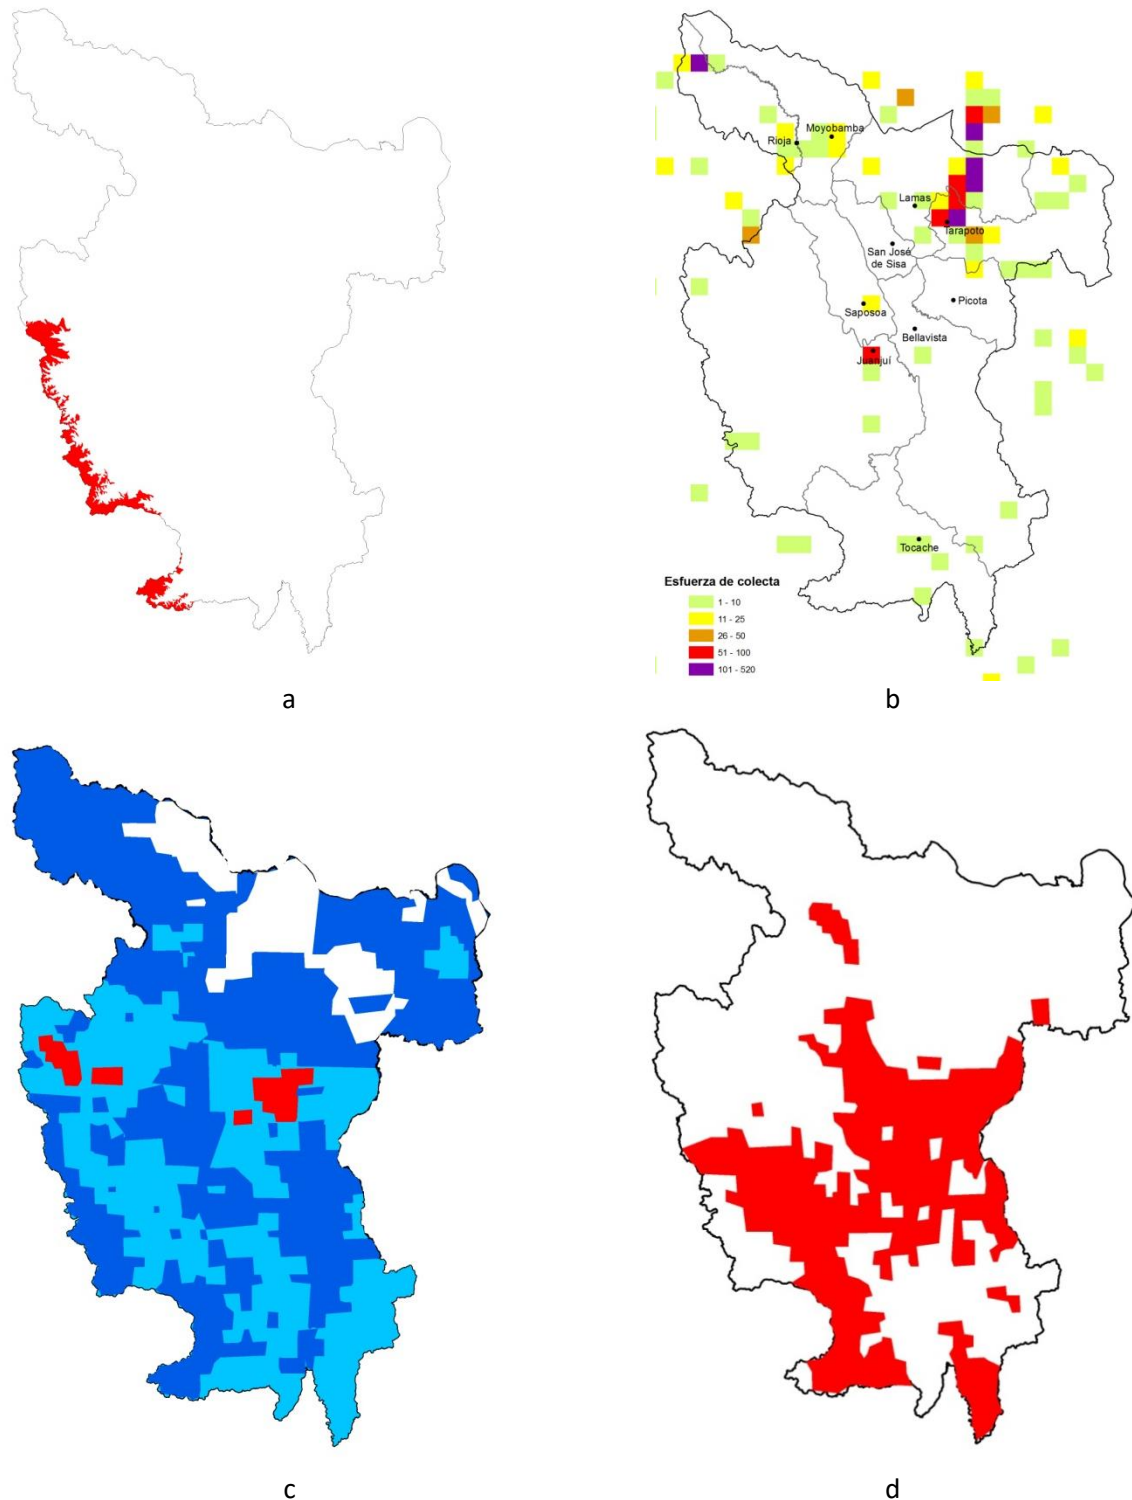 Moyobamba
Rioja
Lamas
Tarapoto
San José
de Sisa
Saposoa
Picota
Bellavista
Juanjuí
Tocache
Esfuerza de colecta
1 - 10
11 - 25
26 - 50
51 - 100
101 - 520
a
b
c
d